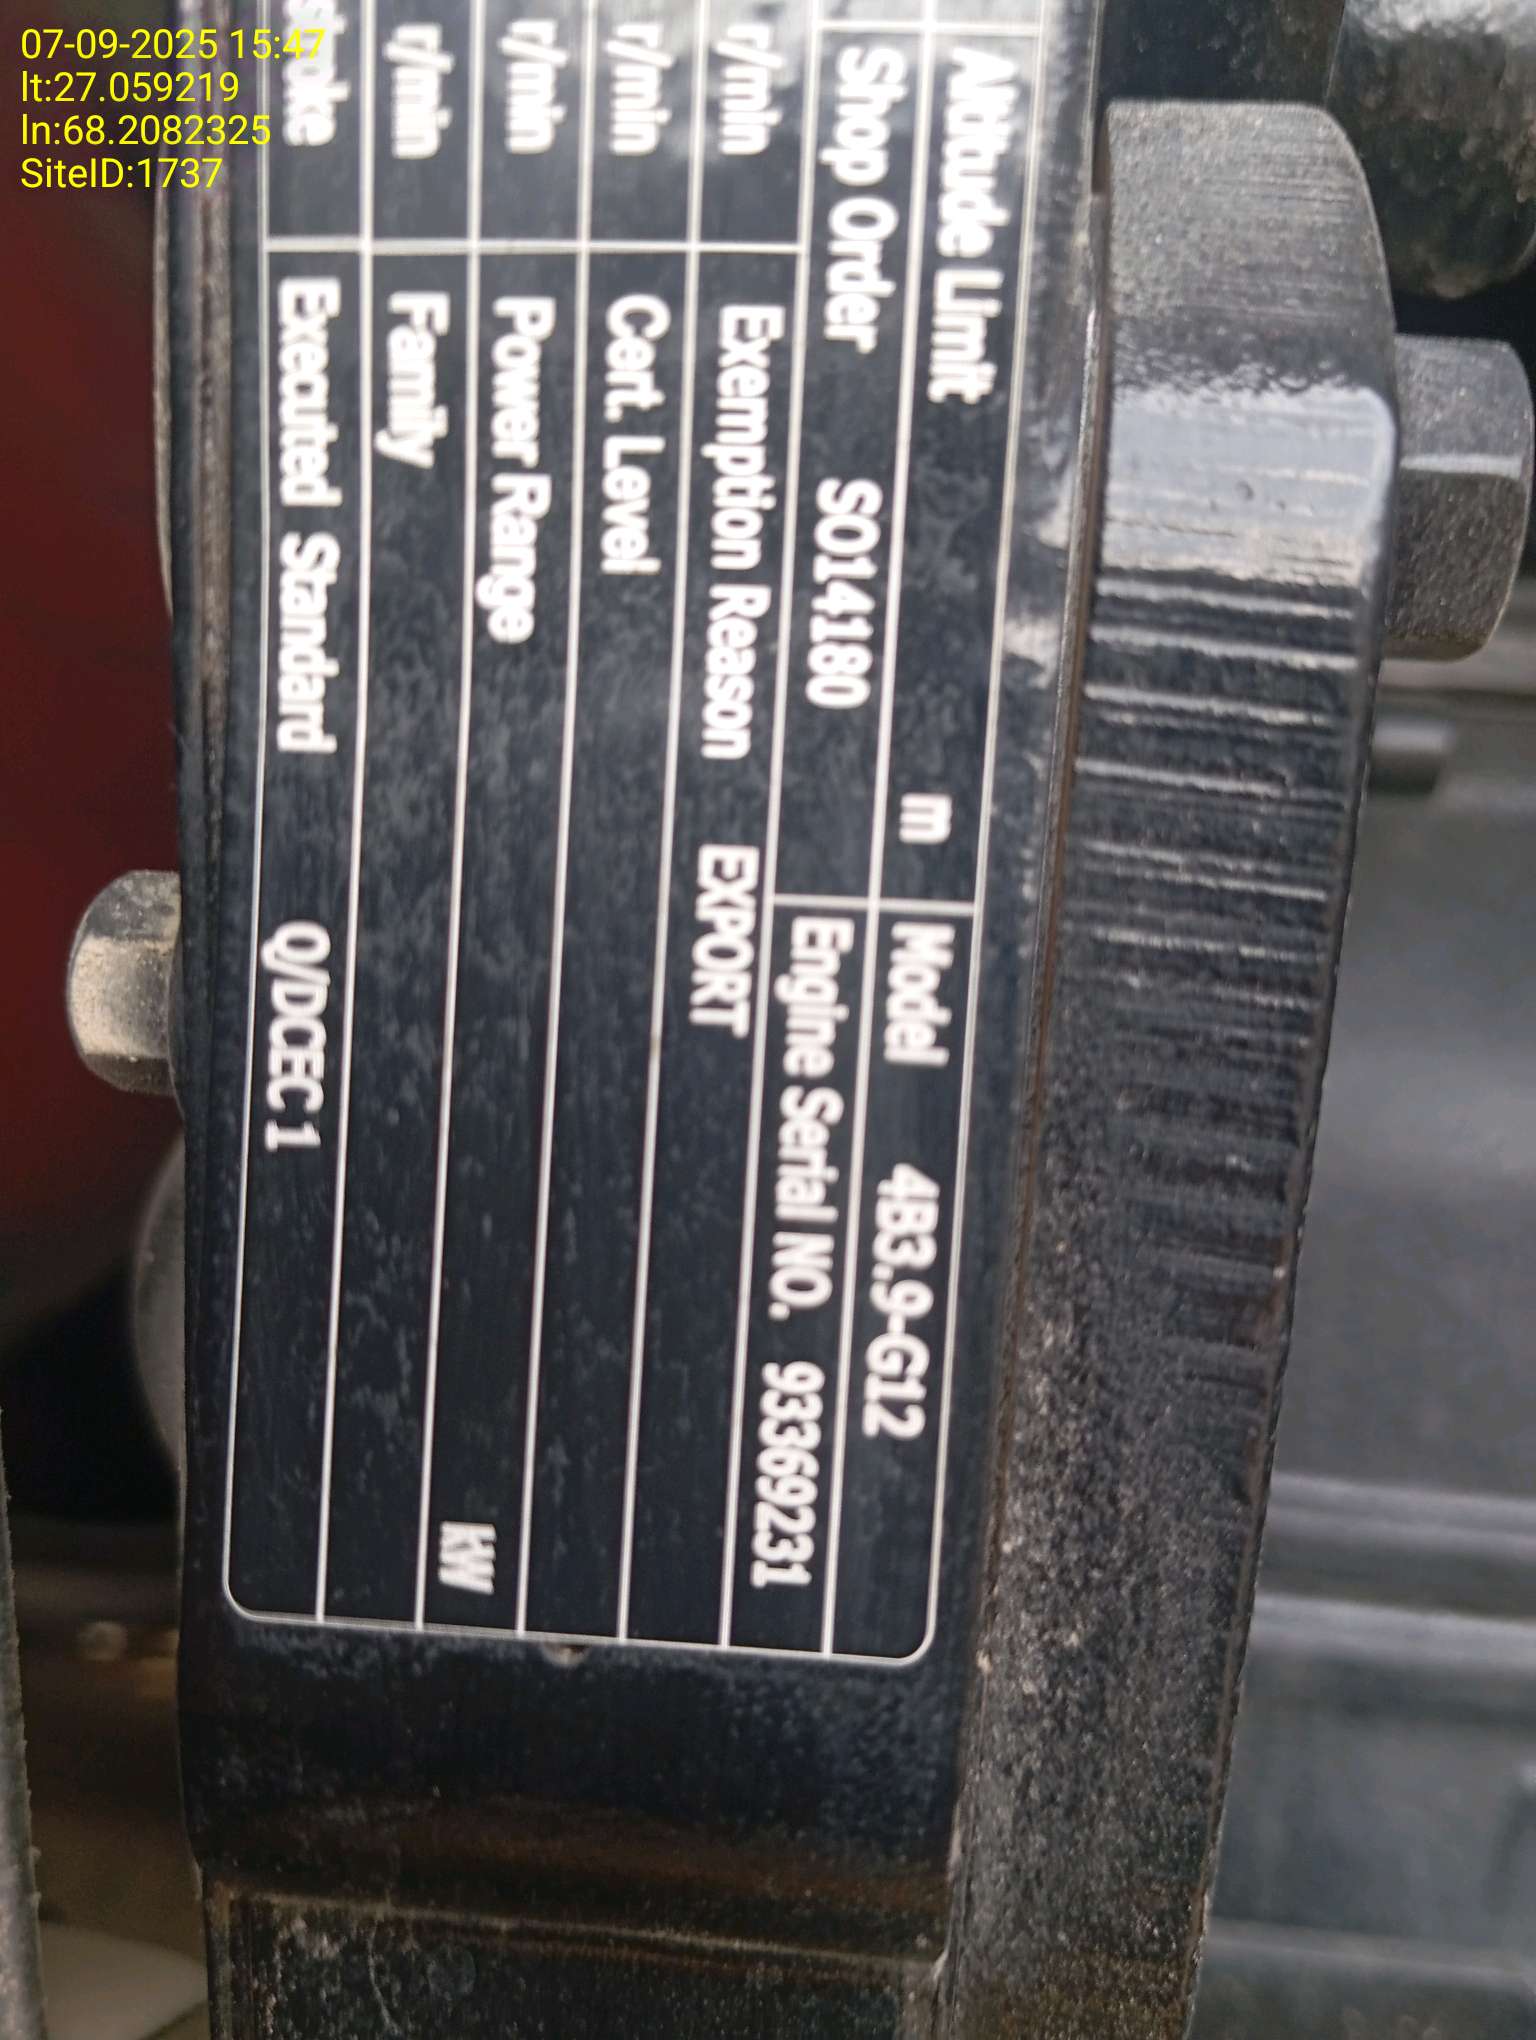 07-09-2025 15:47
lt:27.059219
ln:68.2082325
SiteID:1737
Altitude Limit m Model 4B3.9-G12
Shop Order SO14180 Engine Serial NO. 93369231
r/min Exemption Reason EXPORT
r/min Cert. Level
r/min Power Range kW
r/min Family
stroke Executed Standard Q/DCEC 1